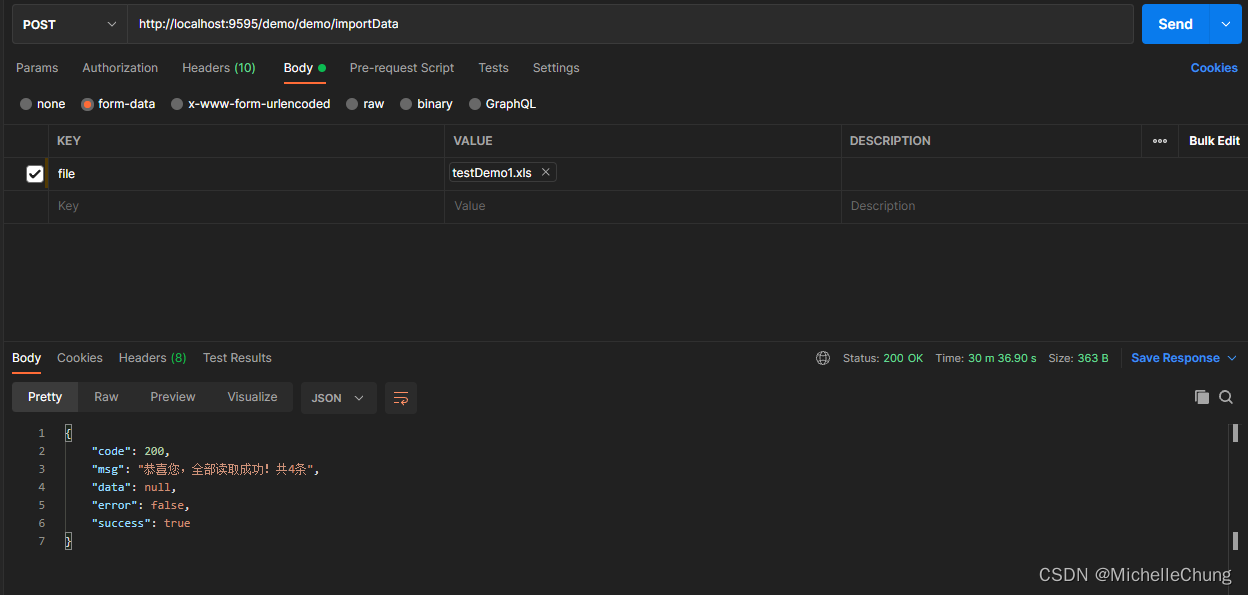 POST http://localhost:9595/demo/demo/importData Send
Params Authorization Headers (10) Body Pre-request Script Tests Settings Cookies
none form-data x-www-form-urlencoded raw binary GraphQL
KEY VALUE DESCRIPTION Bulk Edit
file testDemo1.xls
Key Value Description
Body Cookies Headers (8) Test Results Status: 200 OK Time: 30 m 36.90 s Size: 363 B Save Response
Pretty Raw Preview Visualize JSON
1 {
2 "code": 200,
3 "msg": "恭喜您，全部读取成功！共4条",
4 "data": null,
5 "error": false,
6 "success": true
7 }
CSDN @MichelleChung